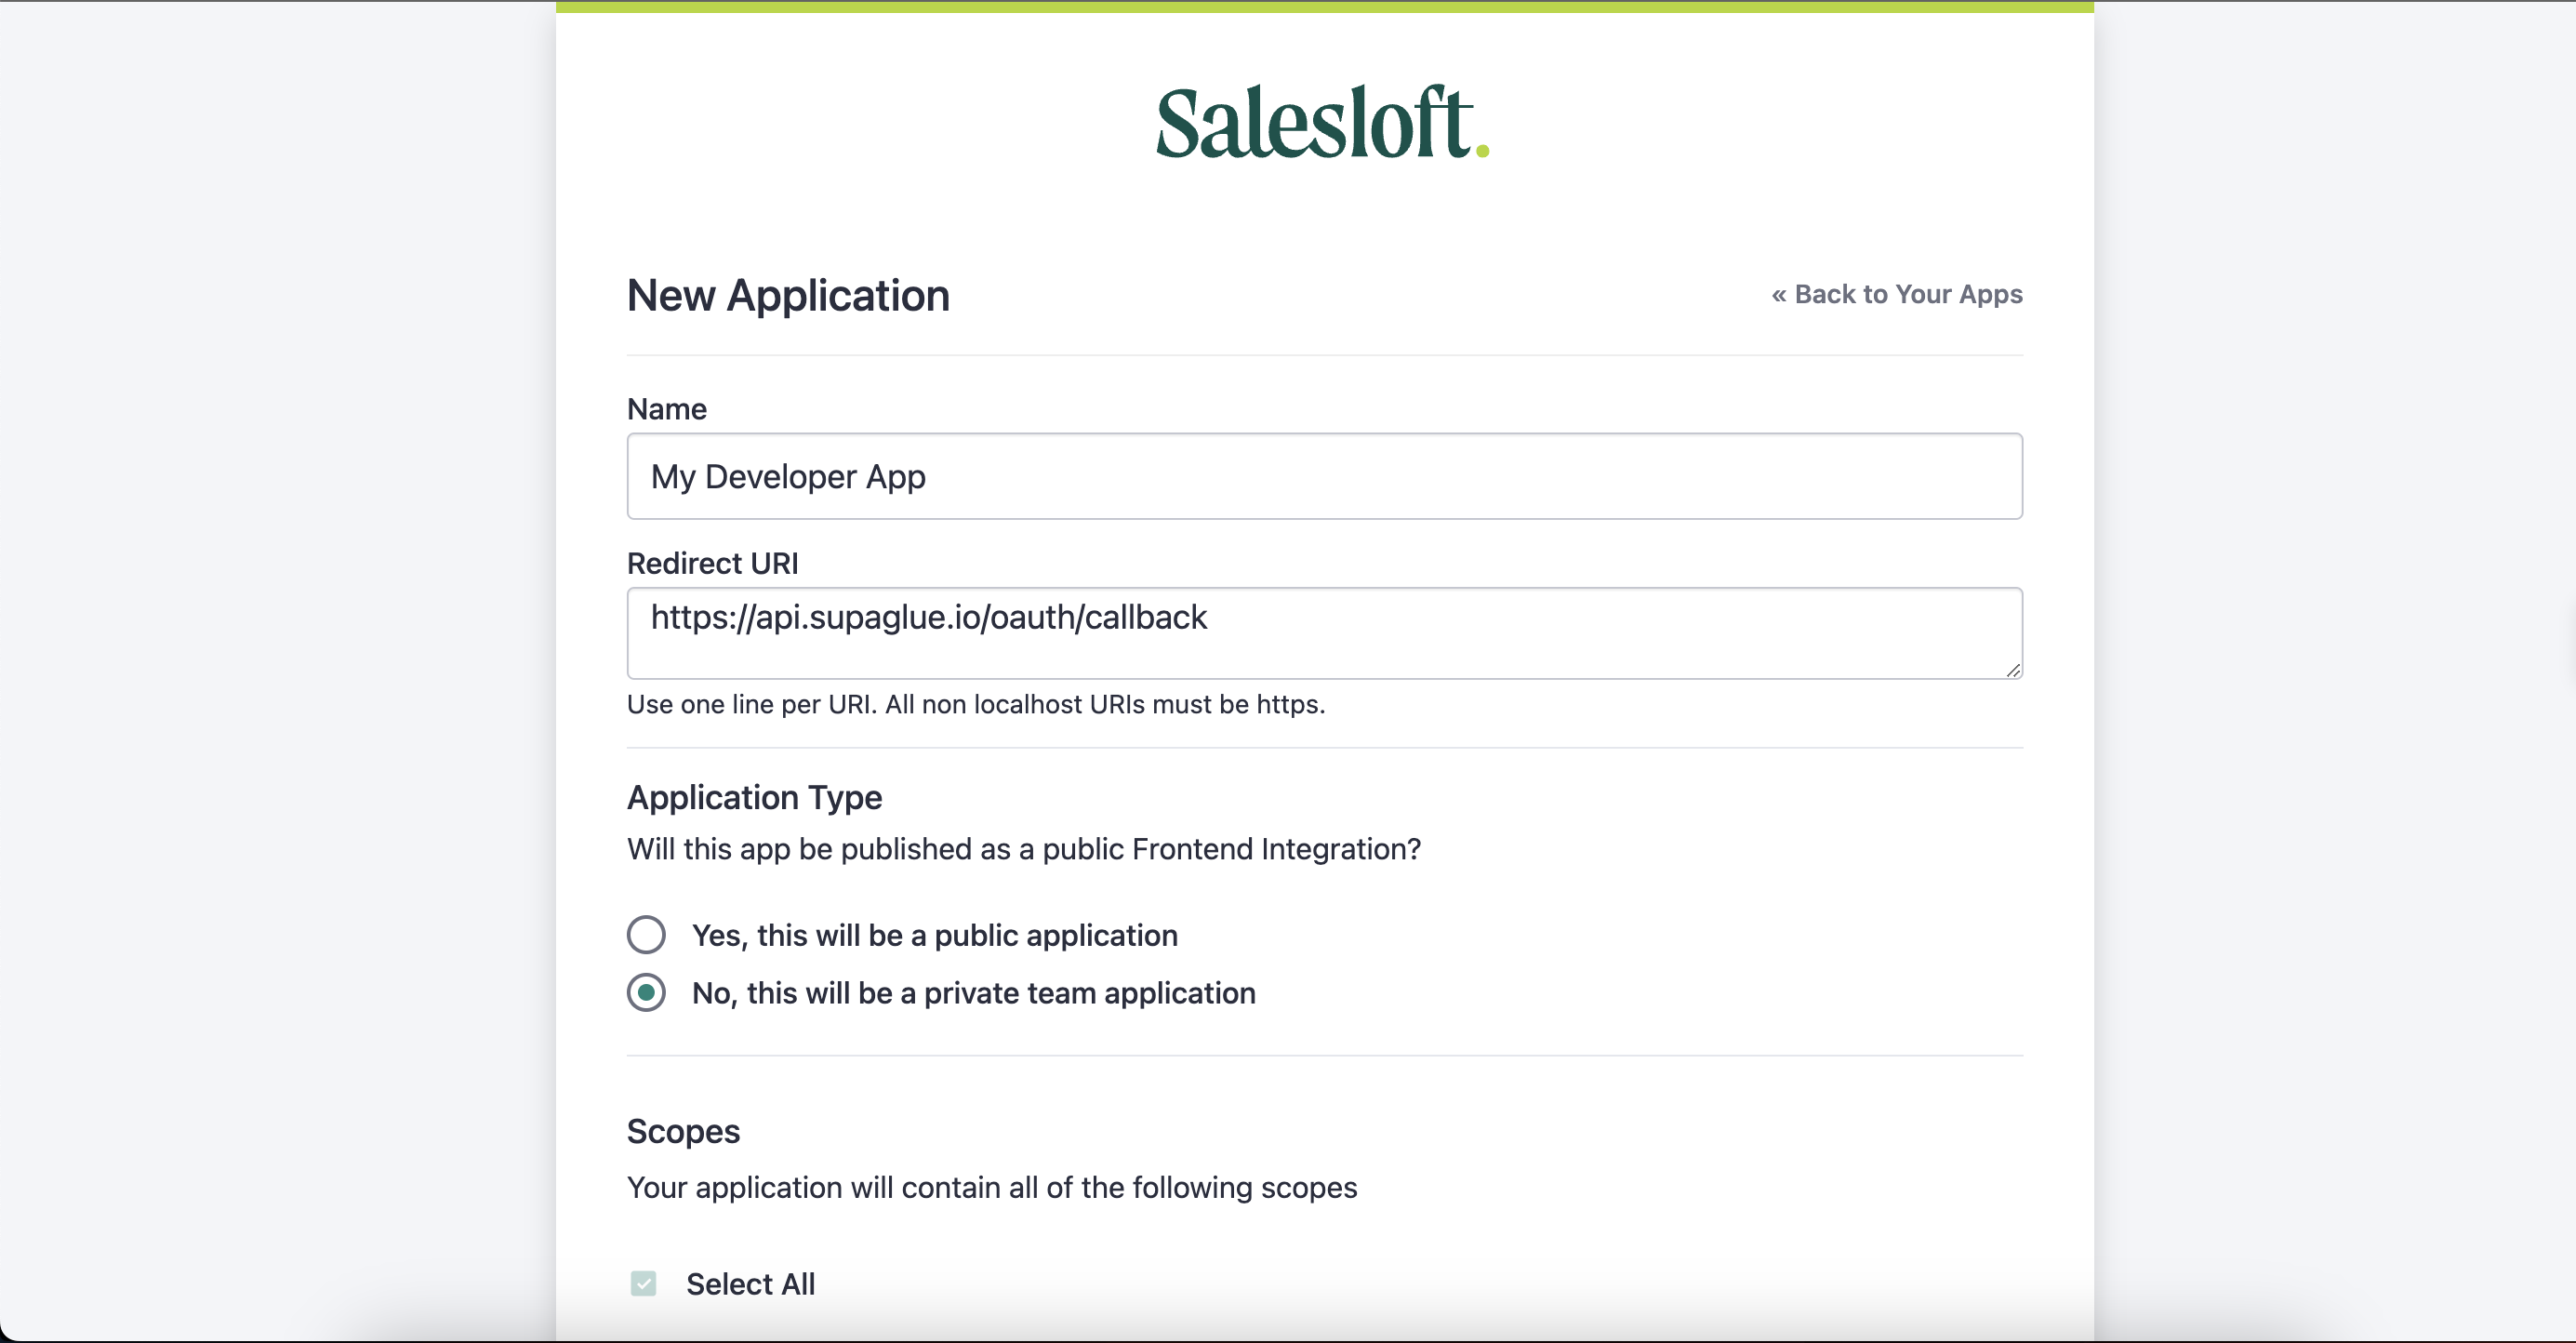 Salesloft.
New Application
« Back to Your Apps
Name
My Developer App
Redirect URI
https://api.supaglue.io/oauth/callback
Use one line per URI. All non localhost URIs must be https.
Application Type
Will this app be published as a public Frontend Integration?
Yes, this will be a public application
No, this will be a private team application
Scopes
Your application will contain all of the following scopes
Select All